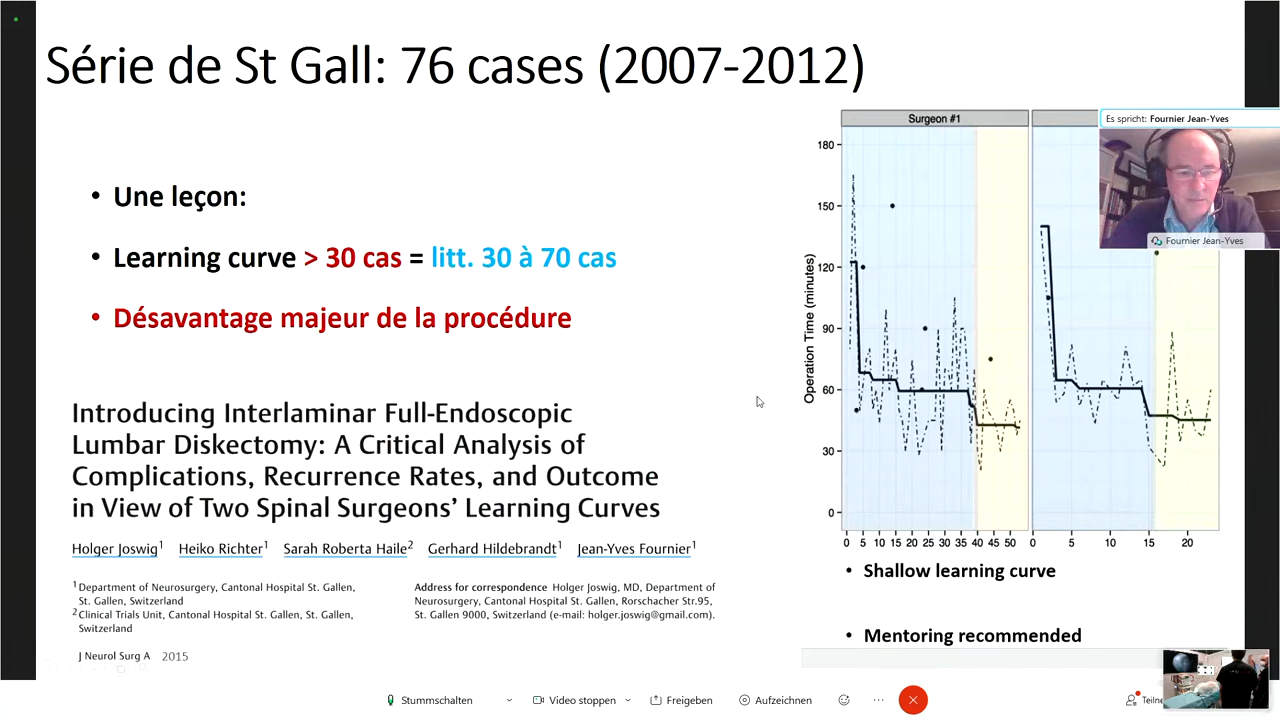 Série de St Gall: 76 cases (2007-2012)
• Une leçon:
• Learning curve > 30 cas = litt. 30 à 70 cas
• Désavantage majeur de la procédure
Introducing Interlaminar Full-Endoscopic
Lumbar Diskectomy: A Critical Analysis of
Complications, Recurrence Rates, and Outcome
in View of Two Spinal Surgeons' Learning Curves
Holger Joswig1 Heiko Richter1 Sarah Roberta Haile2 Gerhard Hildebrandt1 Jean-Yves Fournier1
1 Department of Neurosurgery, Cantonal Hospital St. Gallen,
St. Gallen, Switzerland
2 Clinical Trials Unit, Cantonal Hospital St. Gallen, St. Gallen,
Switzerland
Address for correspondence Holger Joswig, MD, Department of
Neurosurgery, Cantonal Hospital St. Gallen, Rorschacher Str.95,
St. Gallen 9000, Switzerland (e-mail: holger.joswig@gmail.com).
J Neurol Surg A 2015
Surgeon #1
Operation Time (minutes)
180
150
120
90
60
30
0
0 5 10 15 20 25 30 35 40 45 50
0 5 10 15 20
• Shallow learning curve
• Mentoring recommended
Es spricht: Fournier Jean-Yves
Fournier Jean-Yves
Stummschalten Video stoppen Freigeben Aufzeichnen